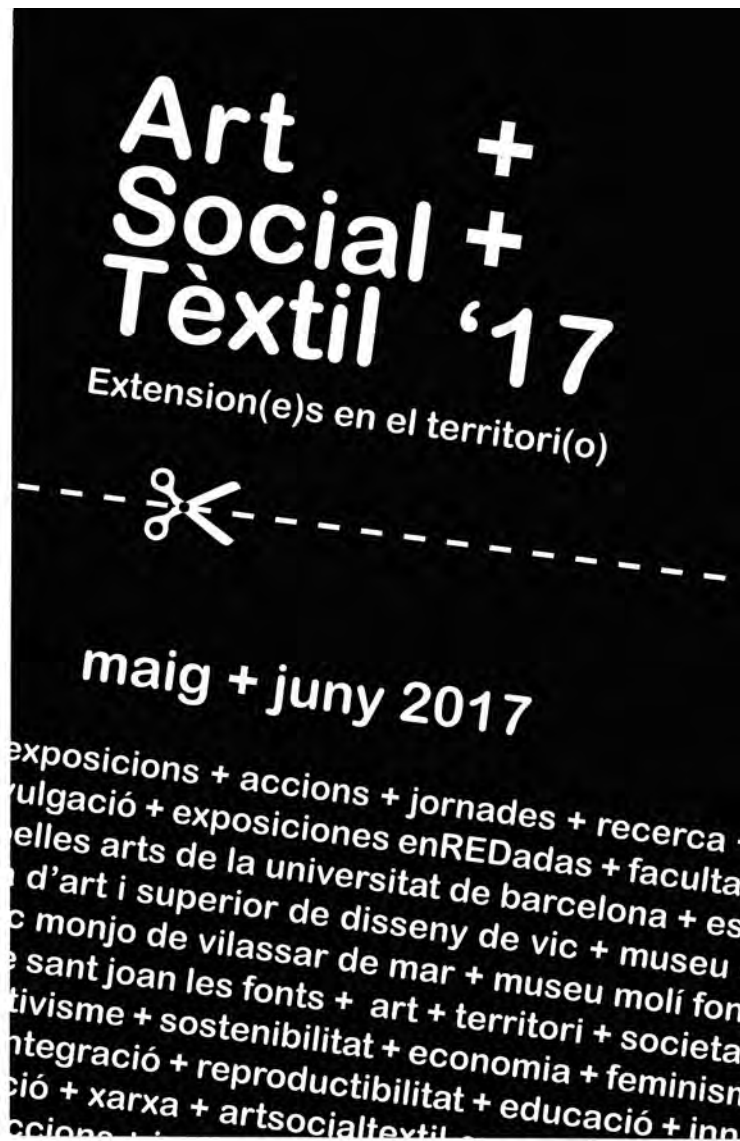 Art +
Social +
Tèxtil ‘17
Extension(e)s en el territori(o)
maig + juny 2017
exposicions + accions + jornades + recerca +
vulgació + exposiciones enREDadas + faculta
elles arts de la universitat de barcelona + es
d’art i superior de disseny de vic + museu
c monjo de vilassar de mar + museu molí fon
e sant joan les fonts + art + territori + societa
tivisme + sostenibilitat + economia + feminism
ntegració + reproductibilitat + educació + inn
ció + xarxa + artsocialtextil